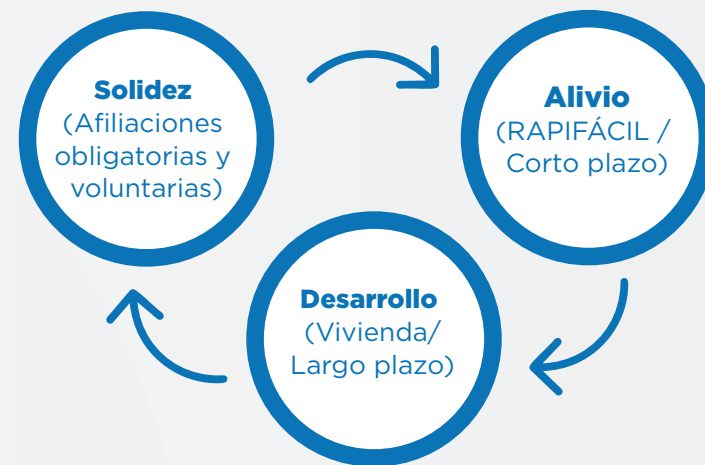 Solidez
(Afiliaciones
obligatorias y
voluntarias)
Alivio
(RAPIFÁCIL /
Corto plazo)
Desarrollo
(Vivienda/
Largo plazo)